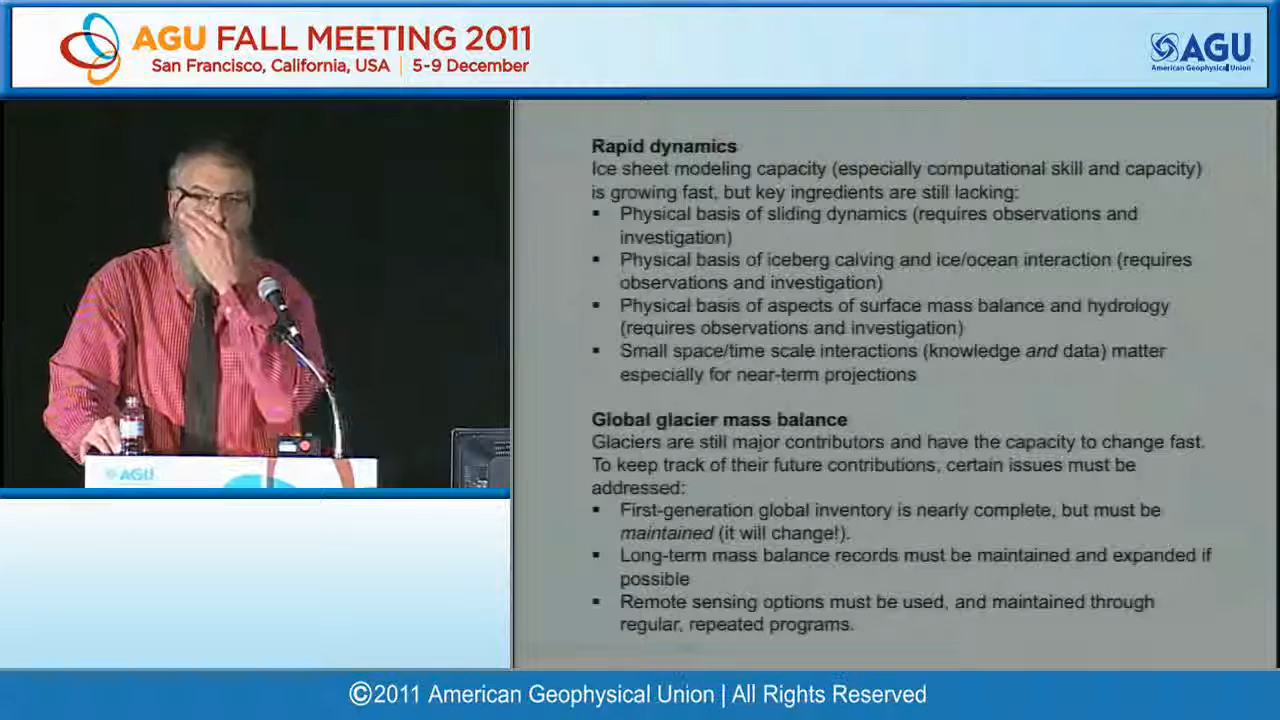 AGU FALL MEETING 2011
San Francisco, California, USA | 5-9 December
AGU
American Geophysical Union
Rapid dynamics
Ice sheet modeling capacity (especially computational skill and capacity)
is growing fast, but key ingredients are still lacking:
▪ Physical basis of sliding dynamics (requires observations and
investigation)
▪ Physical basis of iceberg calving and ice/ocean interaction (requires
observations and investigation)
▪ Physical basis of aspects of surface mass balance and hydrology
(requires observations and investigation)
▪ Small space/time scale interactions (knowledge and data) matter
especially for near-term projections
Global glacier mass balance
Glaciers are still major contributors and have the capacity to change fast.
To keep track of their future contributions, certain issues must be
addressed:
▪ First-generation global inventory is nearly complete, but must be
maintained (it will change!).
▪ Long-term mass balance records must be maintained and expanded if
possible
▪ Remote sensing options must be used, and maintained through
regular, repeated programs.
AGU
©2011 American Geophysical Union | All Rights Reserved